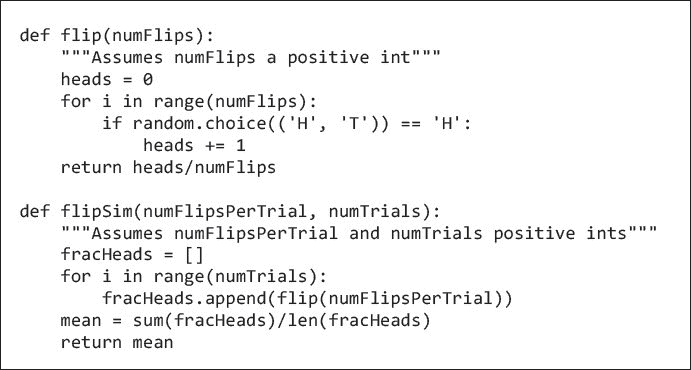 def flip(numFlips):
    """Assumes numFlips a positive int"""
    heads = 0
    for i in range(numFlips):
        if random.choice(('H', 'T')) == 'H':
            heads += 1
    return heads/numFlips

def flipSim(numFlipsPerTrial, numTrials):
    """Assumes numFlipsPerTrial and numTrials positive ints"""
    fracHeads = []
    for i in range(numTrials):
        fracHeads.append(flip(numFlipsPerTrial))
    mean = sum(fracHeads)/len(fracHeads)
    return mean